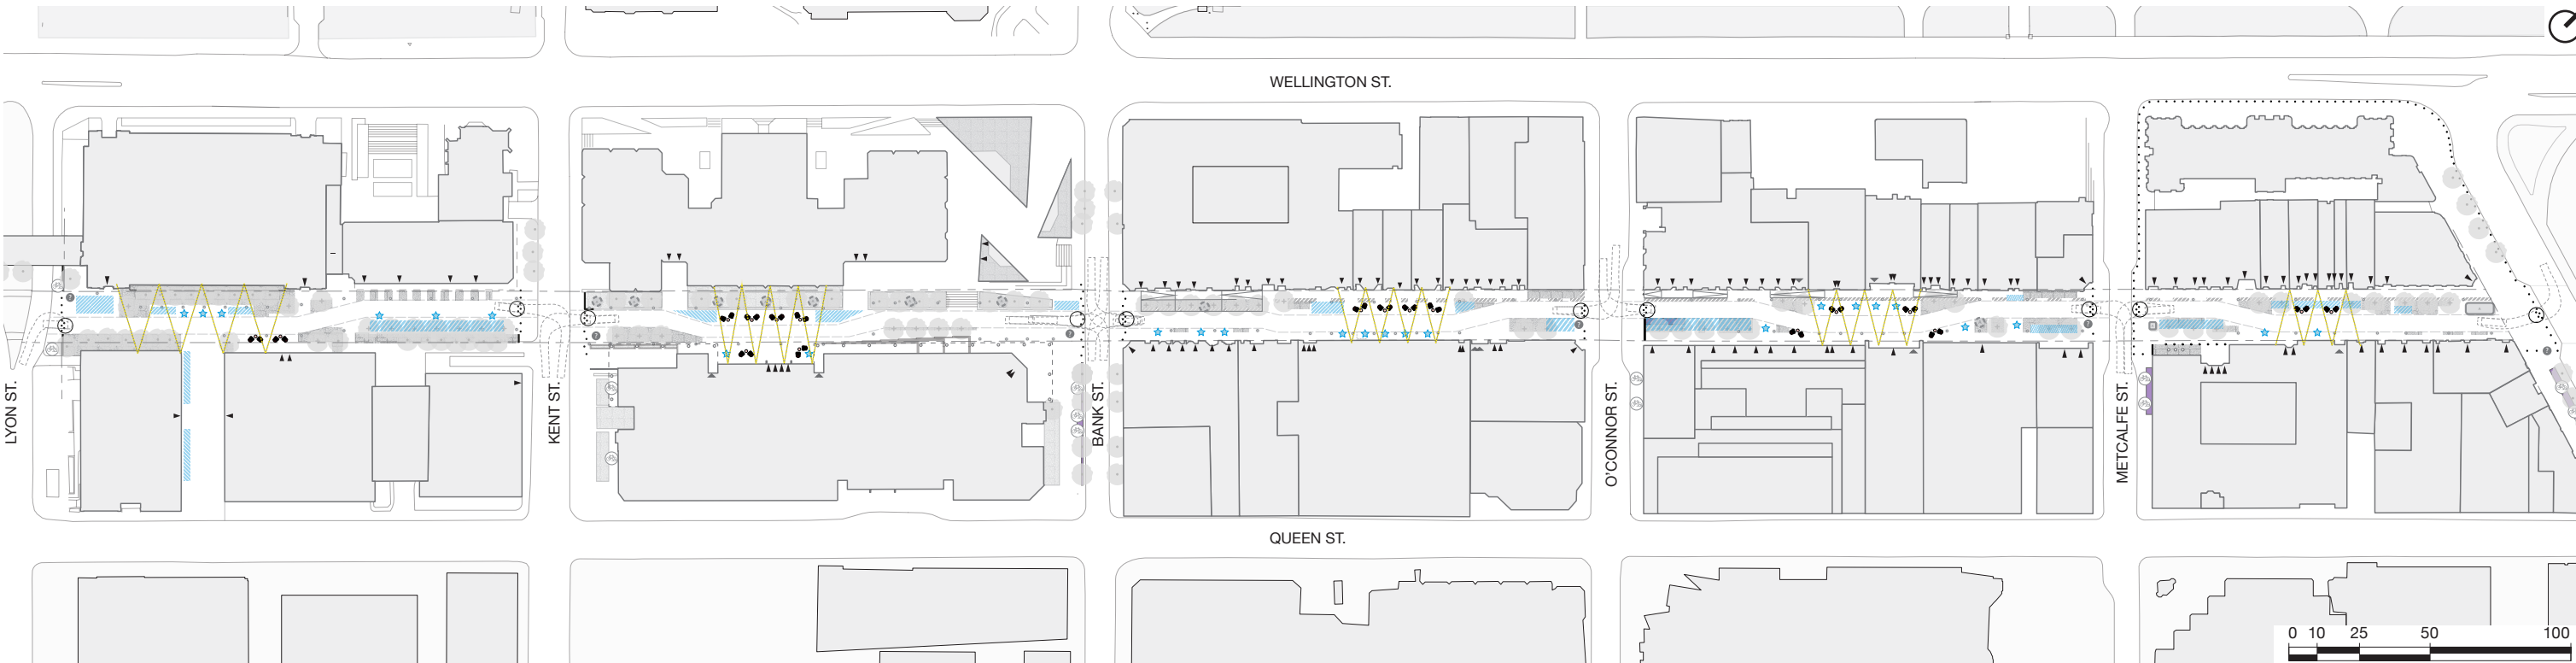 WELLINGTON ST.
LYON ST.
KENT ST.
BANK ST.
O'CONNOR ST.
METCALFE ST.
QUEEN ST.
0 10 25 50 100